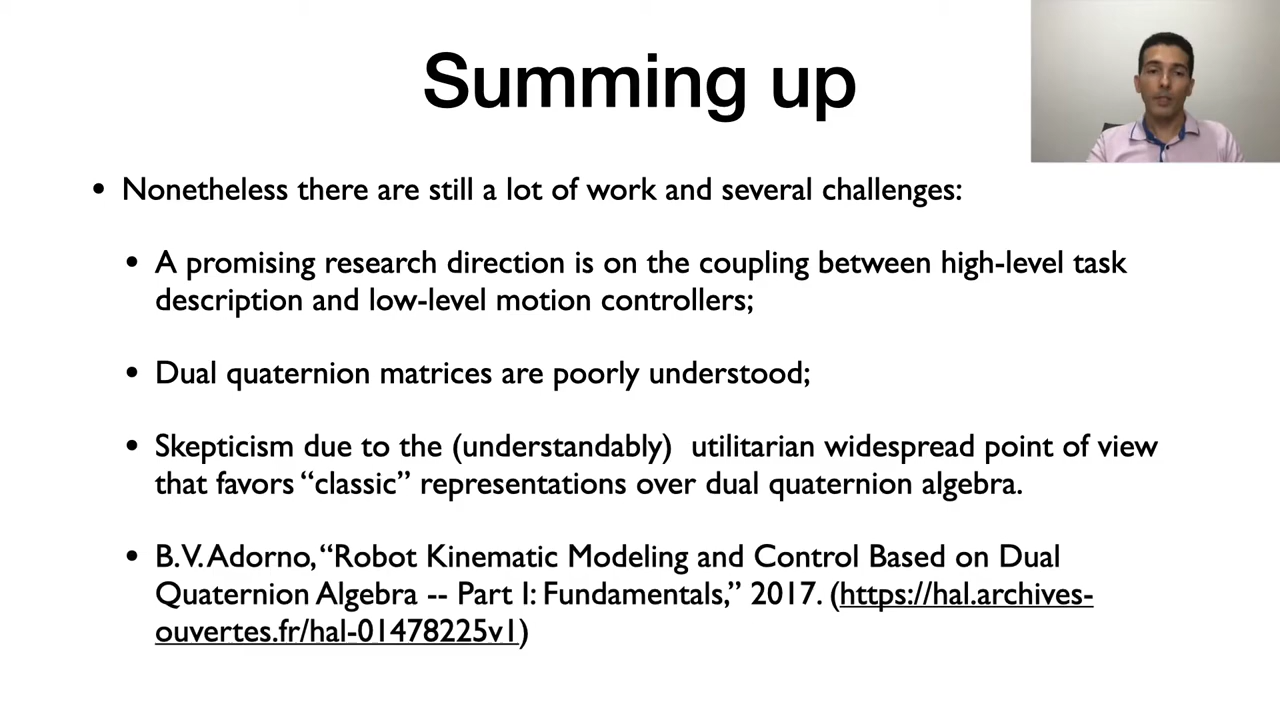 Summing up
• Nonetheless there are still a lot of work and several challenges:
• A promising research direction is on the coupling between high-level task
description and low-level motion controllers;
• Dual quaternion matrices are poorly understood;
• Skepticism due to the (understandably) utilitarian widespread point of view
that favors “classic” representations over dual quaternion algebra.
• B.V. Adorno, “Robot Kinematic Modeling and Control Based on Dual
Quaternion Algebra -- Part I: Fundamentals,” 2017. (https://hal.archives-
ouvertes.fr/hal-01478225v1)